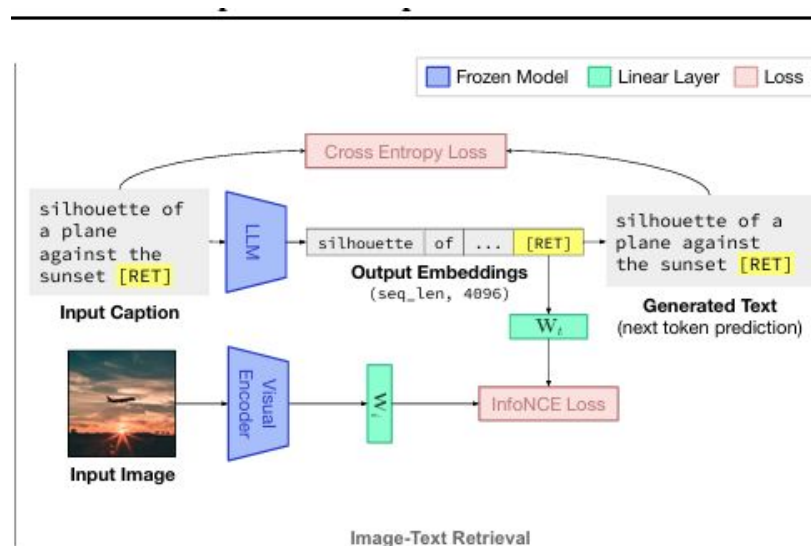 Frozen Model Linear Layer Loss
Cross Entropy Loss
silhouette of
a plane
against the
sunset [RET]
Input Caption
LLM
silhouette of ... [RET]
Output Embeddings
(seq_len, 4096)
silhouette of a
plane against
the sunset [RET]
Generated Text
(next token prediction)
W_t
Input Image
Visual
Encoder
W_i
InfoNCE Loss
Image-Text Retrieval